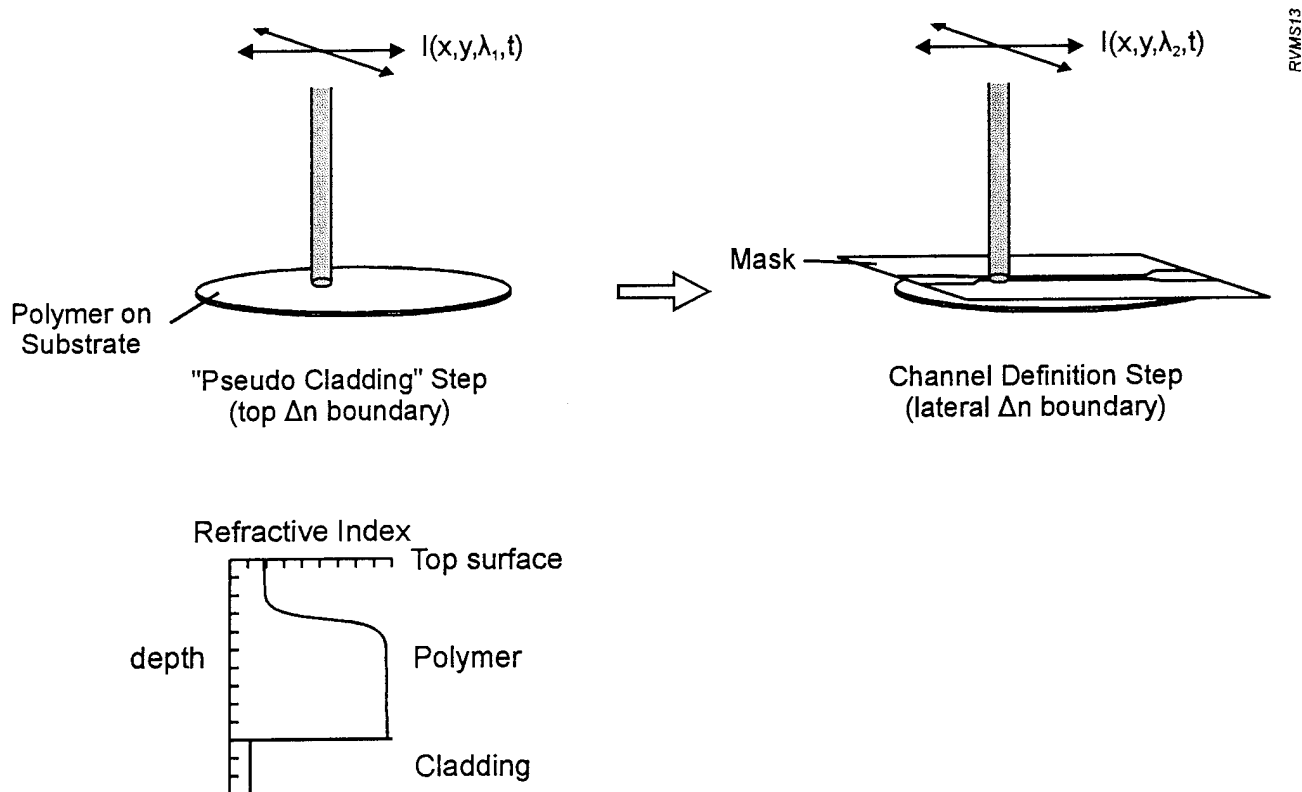 I(x,y,λ₁,t)
Polymer on
Substrate
"Pseudo Cladding" Step
(top Δn boundary)
I(x,y,λ₂,t)
RVMS13
Mask
Channel Definition Step
(lateral Δn boundary)
Refractive Index
Top surface
depth
Polymer
Cladding